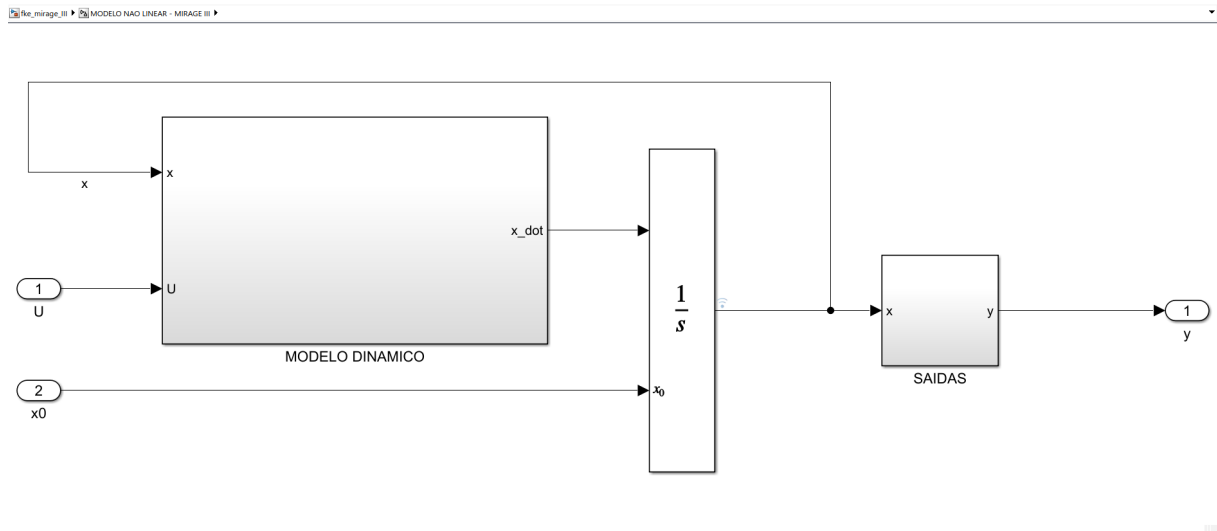 fke_mirage_III MODELO NAO LINEAR - MIRAGE III
x
x
x_dot
1
U
U
MODELO DINAMICO
2
x0
1
s
x0
x
y
SAIDAS
1
y